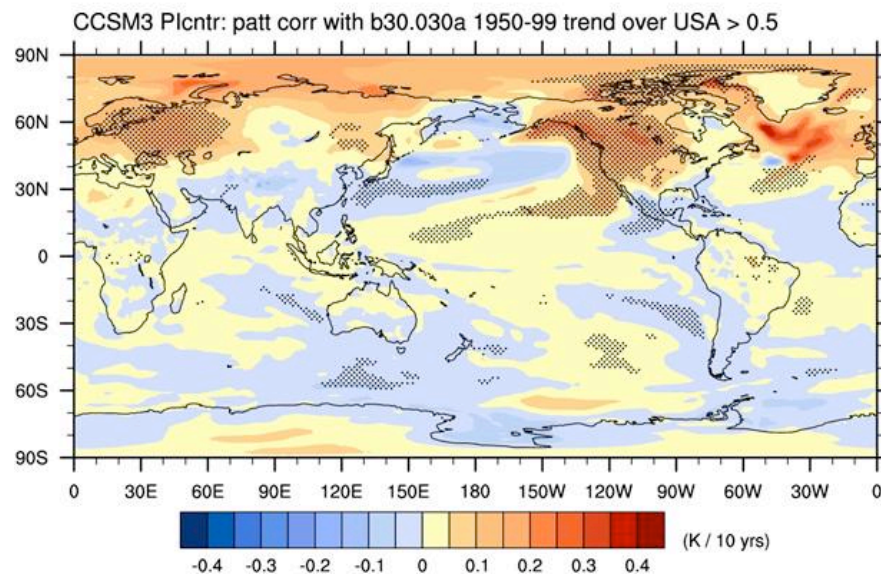 CCSM3 PIcntr: patt corr with b30.030a 1950-99 trend over USA > 0.5
90N
60N
30N
0
30S
60S
90S
0 30E 60E 90E 120E 150E 180 150W 120W 90W 60W 30W 0
-0.4 -0.3 -0.2 -0.1 0 0.1 0.2 0.3 0.4 (K / 10 yrs)